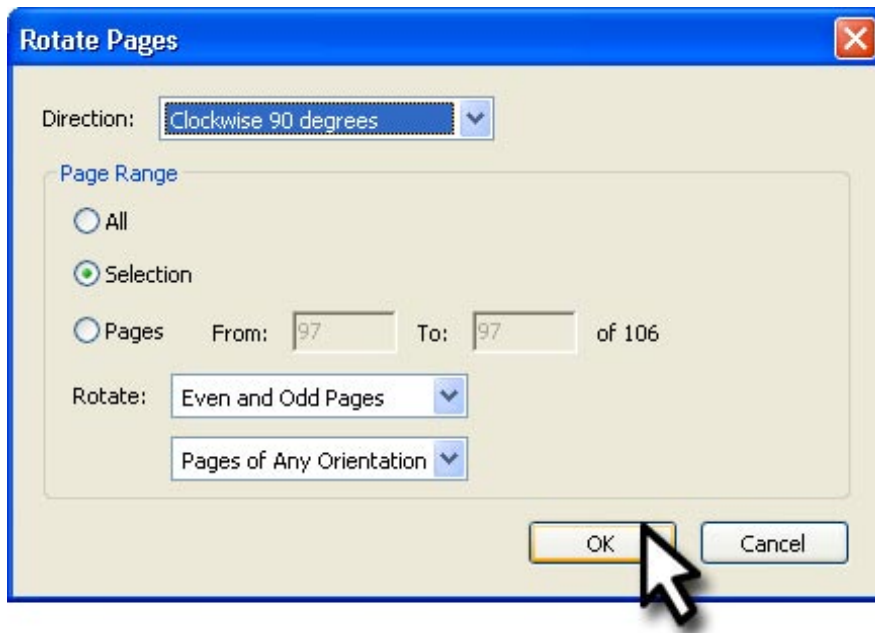 Rotate Pages
Direction: Clockwise 90 degrees
Page Range
All
Selection
Pages From: 97 To: 97 of 106
Rotate: Even and Odd Pages
Pages of Any Orientation
OK Cancel